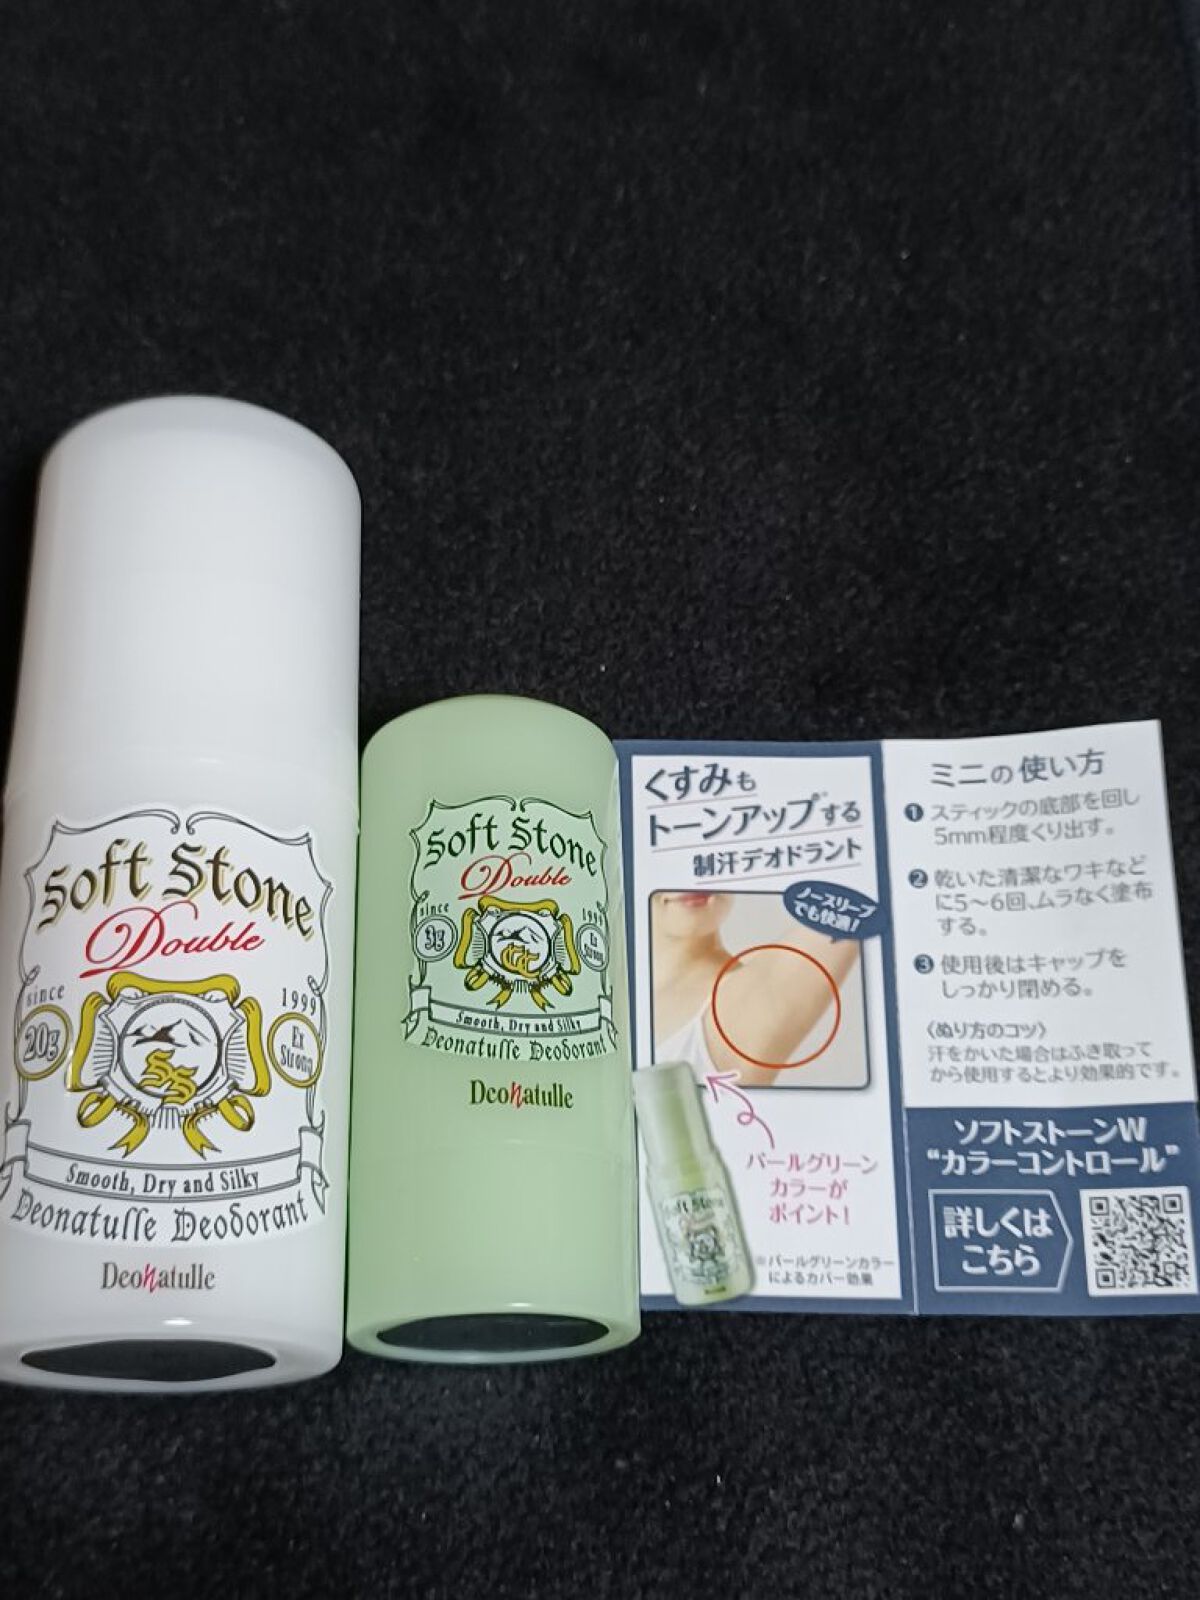 Soft Stone
Double
since
1999
20g
Ex
Strong
SS
Smooth, Dry and Silky
Deonatulle Deodorant
Deonatulle
Soft Stone
Double
since
1999
3g
Ex
Strong
CC
Smooth, Dry and Silky
Deonatulle Deodorant
Deonatulle
くすみも
トーンアップ※する
制汗デオドラント
ノースリーブ
でも快適!
パールグリーン
カラーが
ポイント!
Soft Stone
※パールグリーンカラー
によるカバー効果
ミニの使い方
❶ スティックの底部を回し
5mm程度くり出す。
❷ 乾いた清潔なワキなど
に5〜6回、ムラなく塗布
する。
❸ 使用後はキャップを
しっかり閉める。
〈ぬり方のコツ〉
汗をかいた場合はふき取って
から使用するとより効果的です。
ソフトストーンW
“カラーコントロール”
詳しくは
こちら